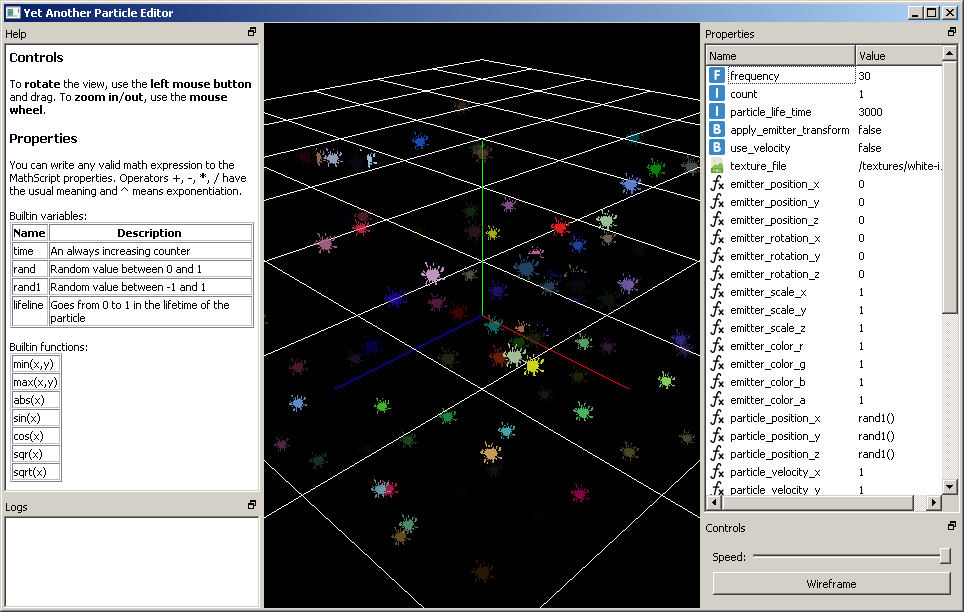 Yet Another Particle Editor
Help
Controls
To rotate the view, use the left mouse button
and drag. To zoom in/out, use the mouse
wheel.
Properties
You can write any valid math expression to the
MathScript properties. Operators +, -, *, / have
the usual meaning and ^ means exponentiation.
Builtin variables:
Name Description
time An always increasing counter
rand Random value between 0 and 1
rand1 Random value between -1 and 1
lifeline Goes from 0 to 1 in the lifetime of the
particle
Builtin functions:
min(x,y)
max(x,y)
abs(x)
sin(x)
cos(x)
sqr(x)
sqrt(x)
Logs
Properties
Name Value
F frequency 30
I count 1
I particle_life_time 3000
B apply_emitter_transform false
B use_velocity false
texture_file /textures/white-i.
fx emitter_position_x 0
fx emitter_position_y 0
fx emitter_position_z 0
fx emitter_rotation_x 0
fx emitter_rotation_y 0
fx emitter_rotation_z 0
fx emitter_scale_x 1
fx emitter_scale_y 1
fx emitter_scale_z 1
fx emitter_color_r 1
fx emitter_color_g 1
fx emitter_color_b 1
fx emitter_color_a 1
fx particle_position_x rand1()
fx particle_position_y rand1()
fx particle_position_z rand1()
fx particle_velocity_x 1
fx particle_velocity_y 1
Controls
Speed:
Wireframe